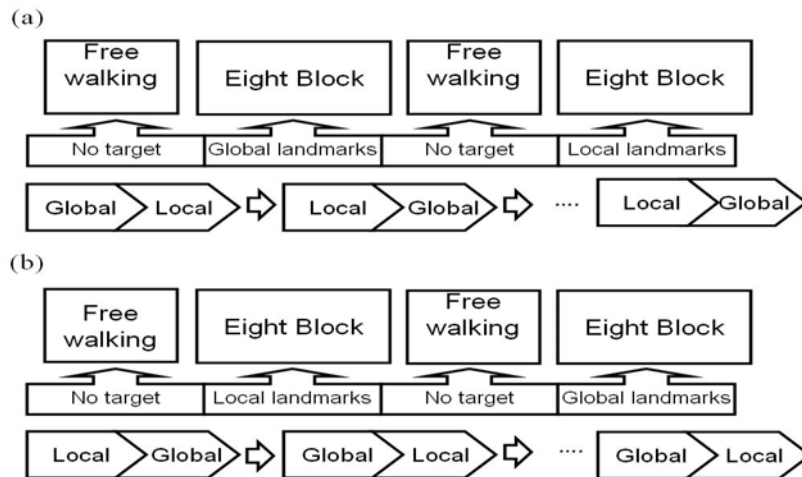 (a)
Free walking
Eight Block
Free walking
Eight Block
No target
Global landmarks
No target
Local landmarks
Global
Local
Local
Global
....
Local
Global
(b)
Free walking
Eight Block
Free walking
Eight Block
No target
Local landmarks
No target
Global landmarks
Local
Global
Global
Local
....
Global
Local